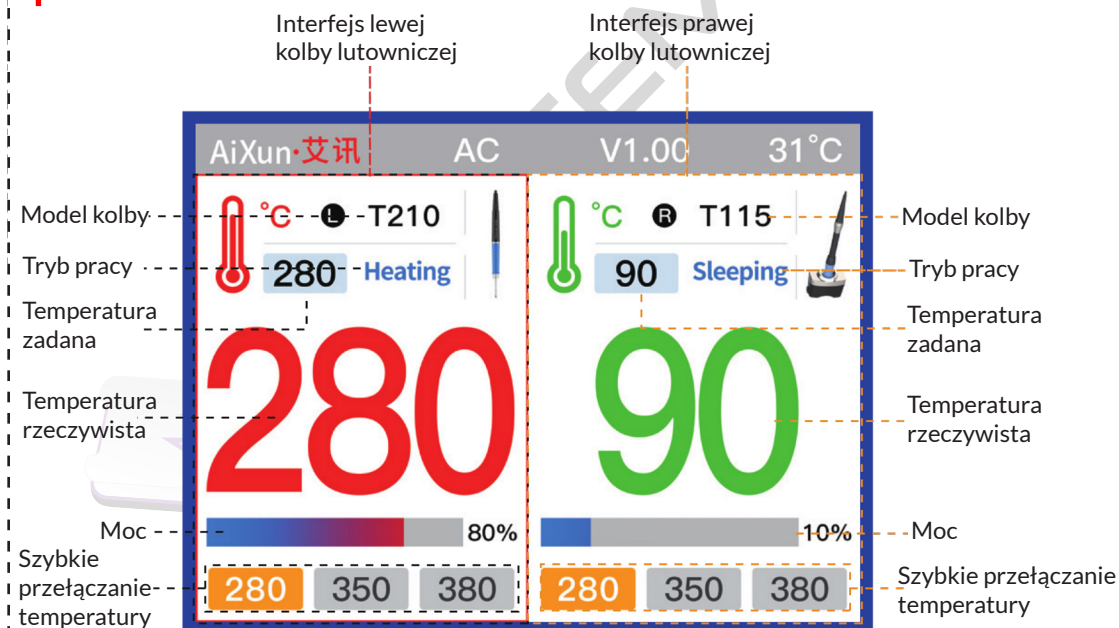 Interfejs lewej
kolby lutowniczej
Interfejs prawej
kolby lutowniczej
AiXun·艾讯 AC V1.00 31°C
Model kolby
°C L T210
°C R T115
Model kolby
Tryb pracy
280 Heating
90 Sleeping
Tryb pracy
Temperatura
zadana
Temperatura
zadana
280
90
Temperatura
rzeczywista
Temperatura
rzeczywista
Moc
80%
10%
Moc
Szybkie
przełączanie
temperatury
280 350 380
280 350 380
Szybkie przełączanie
temperatury